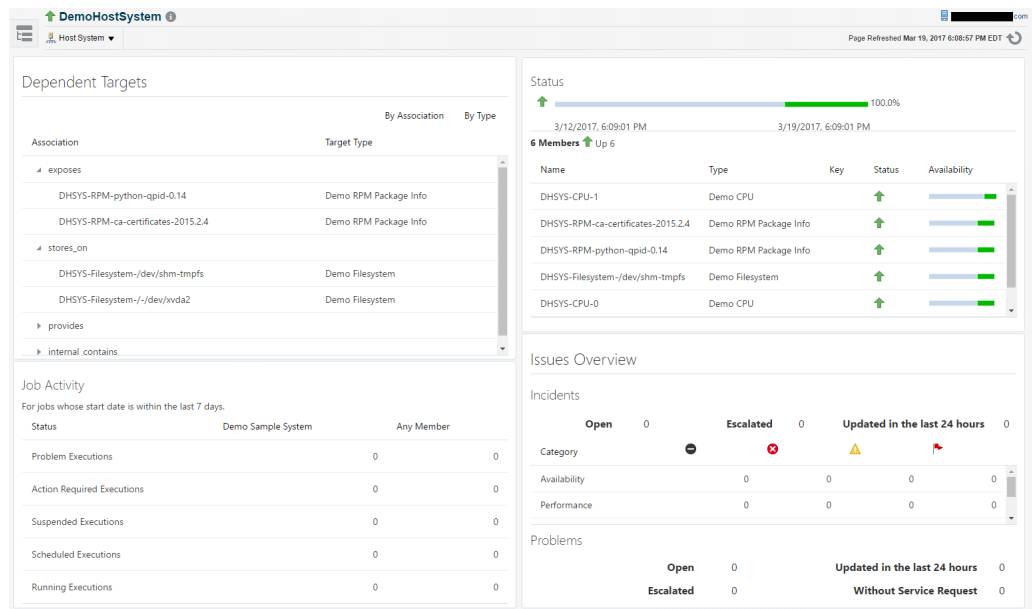 DemoHostSystem
com
Host System
Page Refreshed Mar 19, 2017 6:08:57 PM EDT
Dependent Targets
By Association By Type
Association Target Type
exposes
DHSYS-RPM-python-qpid-0.14 Demo RPM Package Info
DHSYS-RPM-ca-certificates-2015.2.4 Demo RPM Package Info
stores_on
DHSYS-Filesystem-/dev/shm-tmpfs Demo Filesystem
DHSYS-Filesystem-/-/dev/xvda2 Demo Filesystem
provides
internal_contains
Job Activity
For jobs whose start date is within the last 7 days.
Status Demo Sample System Any Member
Problem Executions 0 0
Action Required Executions 0 0
Suspended Executions 0 0
Scheduled Executions 0 0
Running Executions 0 0
Status
100.0%
3/12/2017, 6:09:01 PM 3/19/2017, 6:09:01 PM
6 Members Up 6
Name Type Key Status Availability
DHSYS-CPU-1 Demo CPU
DHSYS-RPM-ca-certificates-2015.2.4 Demo RPM Package Info
DHSYS-RPM-python-qpid-0.14 Demo RPM Package Info
DHSYS-Filesystem-/dev/shm-tmpfs Demo Filesystem
DHSYS-CPU-0 Demo CPU
Issues Overview
Incidents
Open 0 Escalated 0 Updated in the last 24 hours 0
Category
Availability 0 0 0 0
Performance 0 0 0 0
Problems
Open 0 Updated in the last 24 hours 0
Escalated 0 Without Service Request 0